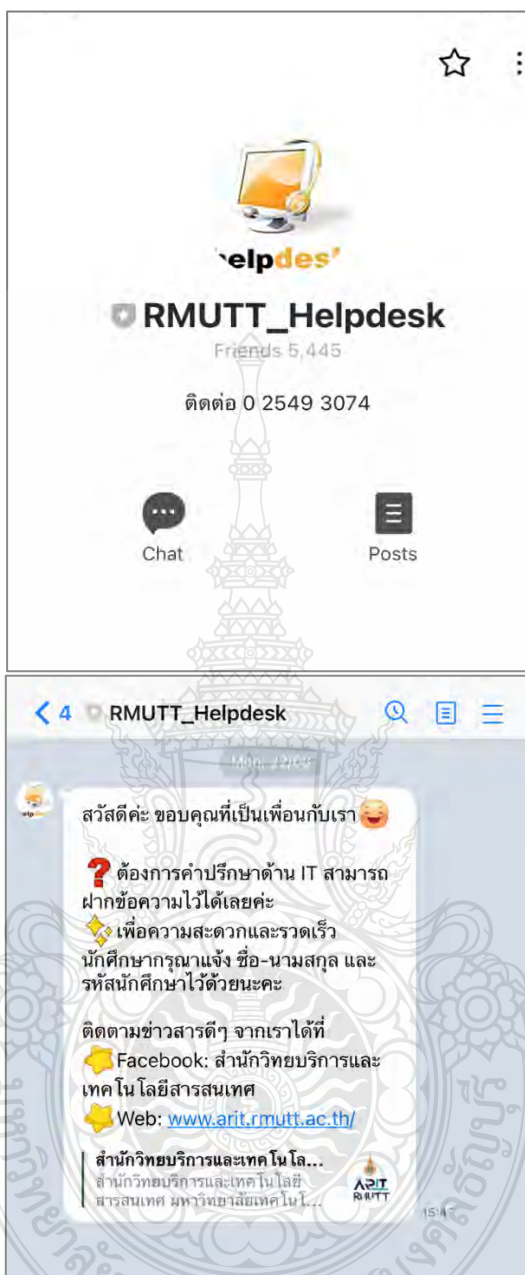 elpdes
RMUTT_Helpdesk
Friends 5,445
ติดต่อ 0 2549 3074
Chat
Posts
4 RMUTT_Helpdesk
สวัสดีค่ะ ขอบคุณที่เป็นเพื่อนกับเรา😄
❓ ต้องการคำปรึกษาด้าน IT สามารถ
ฝากข้อความไว้ได้เลยค่ะ
✨ เพื่อความสะดวกและรวดเร็ว
นักศึกษากรุณาแจ้ง ชื่อ-นามสกุล และ
รหัสนักศึกษาไว้ด้วยนะคะ
ติดตามข่าวสารดีๆ จากเราได้ที่
⭐Facebook: สำนักวิทยบริการและ
เทคโนโลยีสารสนเทศ
⭐Web: www.arit.rmutt.ac.th/
สำนักวิทยบริการและเทคโนโล...
สำนักวิทยบริการและเทคโนโลยี
สารสนเทศ มหาวิทยาลัยเทคโนโ...
ARIT
RMUTT